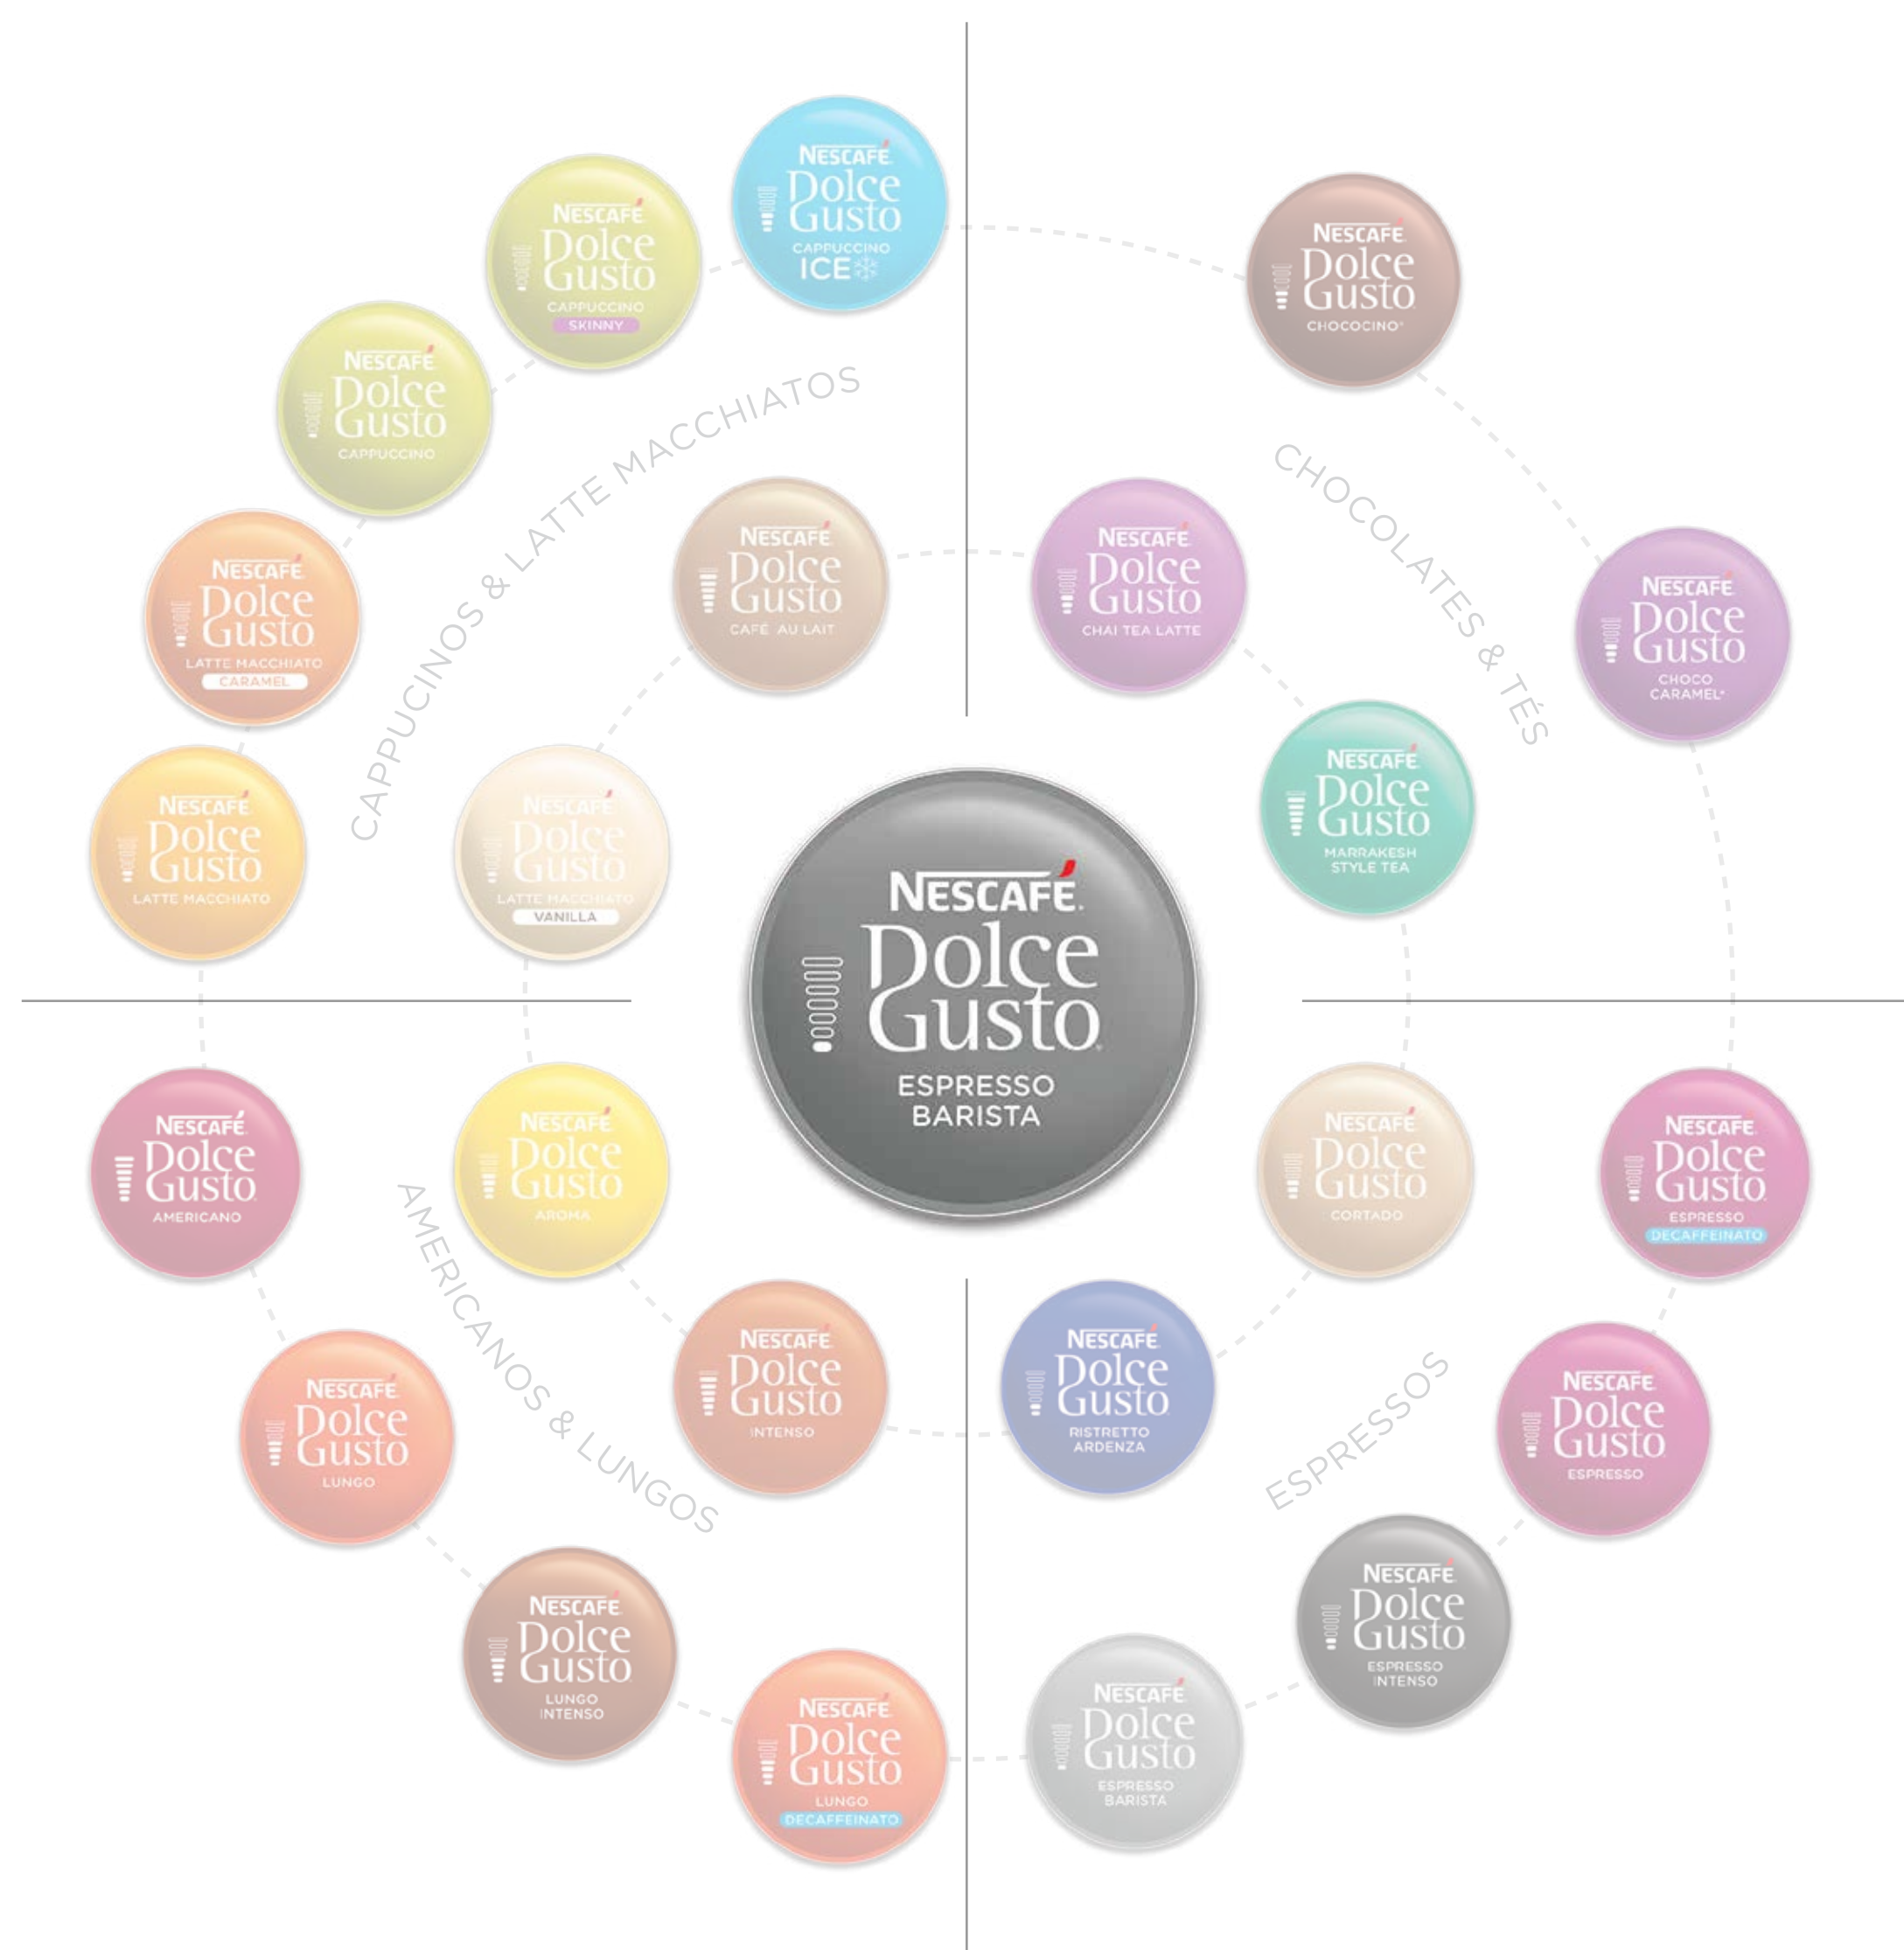 NESCAFÉ
Dolce
Gusto
CAPPUCCINO
ICE
NESCAFÉ
Dolce
Gusto
CAPPUCCINO
SKINNY
NESCAFÉ
Dolce
Gusto
CAPPUCCINO
NESCAFÉ
Dolce
Gusto
LATTE MACCHIATO
CARAMEL
NESCAFÉ
Dolce
Gusto
LATTE MACCHIATO
CAPPUCINOS & LATTE MACCHIATOS
NESCAFÉ
Dolce
Gusto
CAFÉ AU LAIT
NESCAFÉ
Dolce
Gusto
LATTE MACCHIATO
VANILLA
NESCAFÉ
Dolce
Gusto
CHOCOCINO®
CHOCOLATES & TÉS
NESCAFÉ
Dolce
Gusto
CHAI TEA LATTE
NESCAFÉ
Dolce
Gusto
CHOCO
CARAMEL®
NESCAFÉ
Dolce
Gusto
MARRAKESH
STYLE TEA
NESCAFÉ®
Dolce
Gusto®
ESPRESSO
BARISTA
NESCAFÉ
Dolce
Gusto
AMERICANO
NESCAFÉ
Dolce
Gusto
AROMA
AMERICANOS & LUNGOS
NESCAFÉ
Dolce
Gusto
LUNGO
NESCAFÉ
Dolce
Gusto
INTENSO
NESCAFÉ
Dolce
Gusto
LUNGO
INTENSO
NESCAFÉ
Dolce
Gusto
LUNGO
DECAFFEINATO
NESCAFÉ
Dolce
Gusto
CORTADO
NESCAFÉ
Dolce
Gusto
ESPRESSO
DECAFFEINATO
NESCAFÉ
Dolce
Gusto
RISTRETTO
ARDENZA
ESPRESSOS
NESCAFÉ
Dolce
Gusto
ESPRESSO
NESCAFÉ
Dolce
Gusto
ESPRESSO
INTENSO
NESCAFÉ
Dolce
Gusto
ESPRESSO
BARISTA